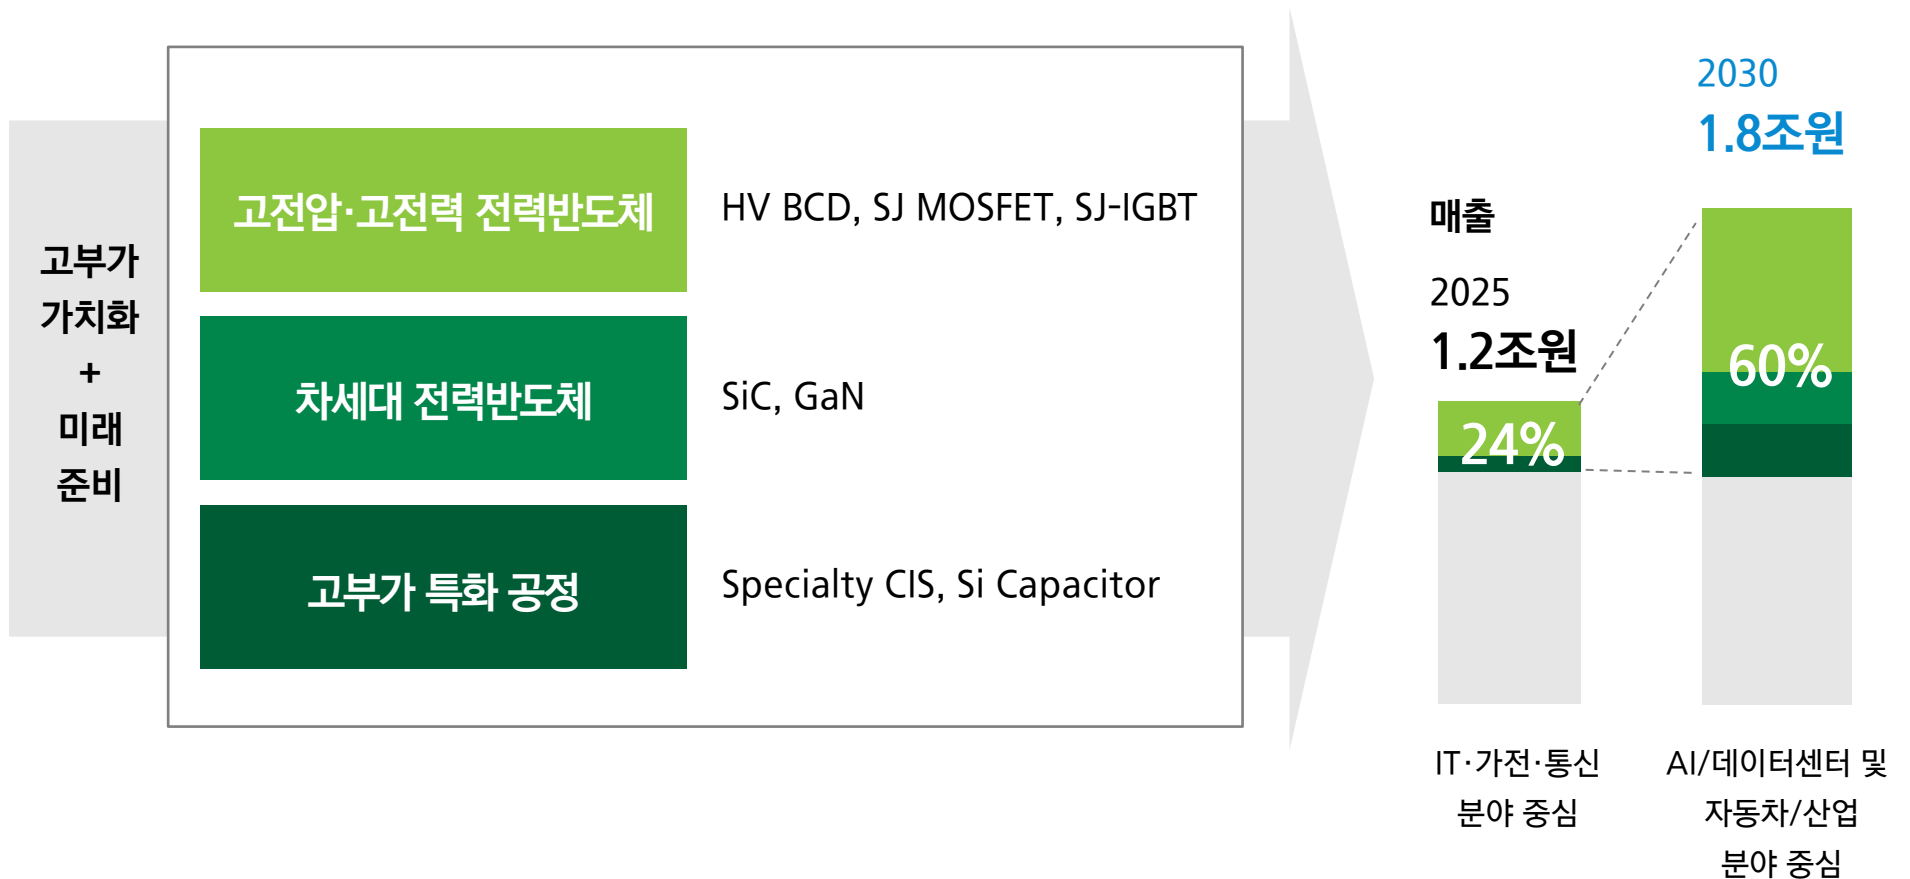 고부가
가치화
+
미래
준비
고전압·고전력 전력반도체
HV BCD, SJ MOSFET, SJ-IGBT
차세대 전력반도체
SiC, GaN
고부가 특화 공정
Specialty CIS, Si Capacitor
매출
2025
1.2조원
24%
IT·가전·통신
분야 중심
2030
1.8조원
60%
AI/데이터센터 및
자동차/산업
분야 중심